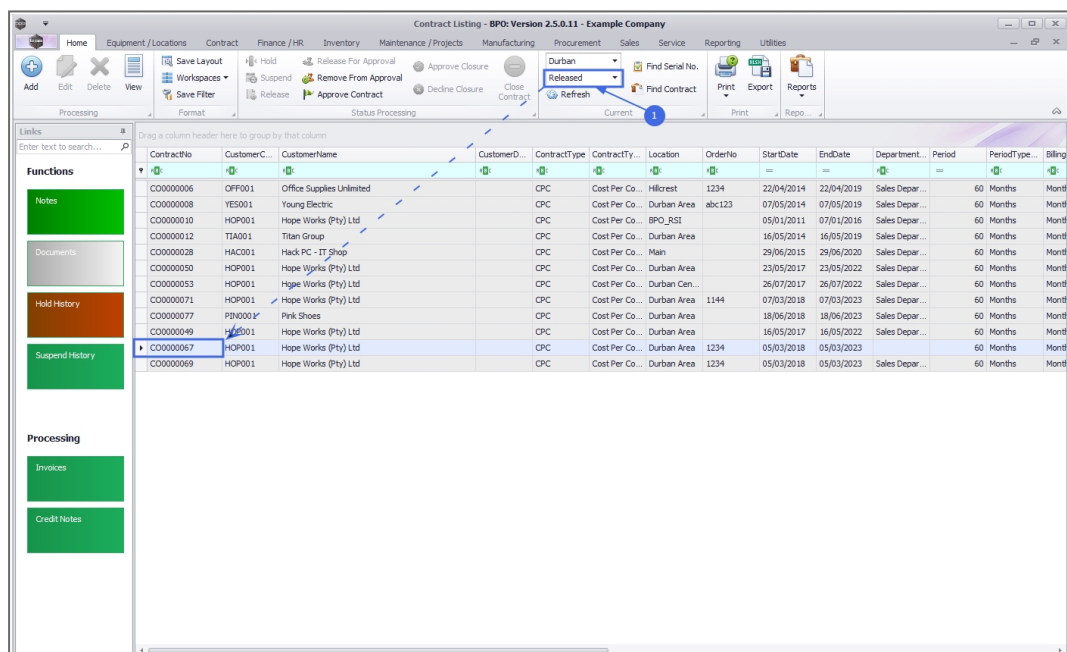 Contract Listing - BPO: Version 2.5.0.11 - Example Company
Home Equipment / Locations Contract Finance / HR Inventory Maintenance / Projects Manufacturing Procurement Sales Service Reporting Utilities
Add Edit Delete View
Processing
Save Layout
Workspaces
Save Filter
Format
Hold
Suspend
Release
Release For Approval
Remove From Approval
Approve Contract
Approve Closure
Decline Closure
Close Contract
Status Processing
Durban
Released
Refresh
Find Serial No.
Find Contract
Current
1
Print Export
Print
Reports
Repo...
Links
Enter text to search...
Functions
Notes
Documents
Hold History
Suspend History
Processing
Invoices
Credit Notes
Drag a column header here to group by that column
ContractNo CustomerC... CustomerName CustomerD... ContractType ContractTy... Location OrderNo StartDate EndDate Department... Period PeriodType... Billing
CO0000006 OFF001 Office Supplies Unlimited CPC Cost Per Co... Hillcrest 1234 22/04/2014 22/04/2019 Sales Depar... 60 Months Month
CO0000008 YES001 Young Electric CPC Cost Per Co... Durban Area abc123 07/05/2014 07/05/2019 Sales Depar... 60 Months Month
CO0000010 HOP001 Hope Works (Pty) Ltd CPC Cost Per Co... BPO_RSI 05/01/2011 07/01/2016 Sales Depar... 60 Months Month
CO0000012 TIA001 Titan Group CPC Cost Per Co... Durban Area 16/05/2014 16/05/2019 Sales Depar... 60 Months Month
CO0000028 HAC001 Hack PC - IT Shop CPC Cost Per Co... Main 29/06/2015 29/06/2020 Sales Depar... 60 Months Month
CO0000050 HOP001 Hope Works (Pty) Ltd CPC Cost Per Co... Durban Area 23/05/2017 23/05/2022 Sales Depar... 60 Months Month
CO0000053 HOP001 Hope Works (Pty) Ltd CPC Cost Per Co... Durban Cen... 26/07/2017 26/07/2022 Sales Depar... 60 Months Month
CO0000071 HOP001 Hope Works (Pty) Ltd CPC Cost Per Co... Durban Area 1144 07/03/2018 07/03/2023 Sales Depar... 60 Months Month
CO0000077 PIN0001 Pink Shoes CPC Cost Per Co... Durban Area 18/06/2018 18/06/2023 Sales Depar... 60 Months Month
CO0000049 HOP001 Hope Works (Pty) Ltd CPC Cost Per Co... Durban Area 16/05/2017 16/05/2022 Sales Depar... 60 Months Month
CO0000067 HOP001 Hope Works (Pty) Ltd CPC Cost Per Co... Durban Area 1234 05/03/2018 05/03/2023 60 Months Month
CO0000069 HOP001 Hope Works (Pty) Ltd CPC Cost Per Co... Durban Area 1234 05/03/2018 05/03/2023 Sales Depar... 60 Months Month